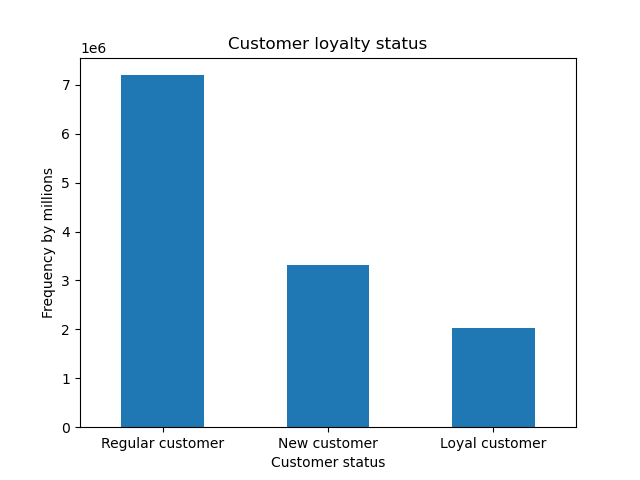 Customer loyalty status
1e6
7
6
5
4
3
2
1
0
Frequency by millions
Regular customer
New customer
Loyal customer
Customer status